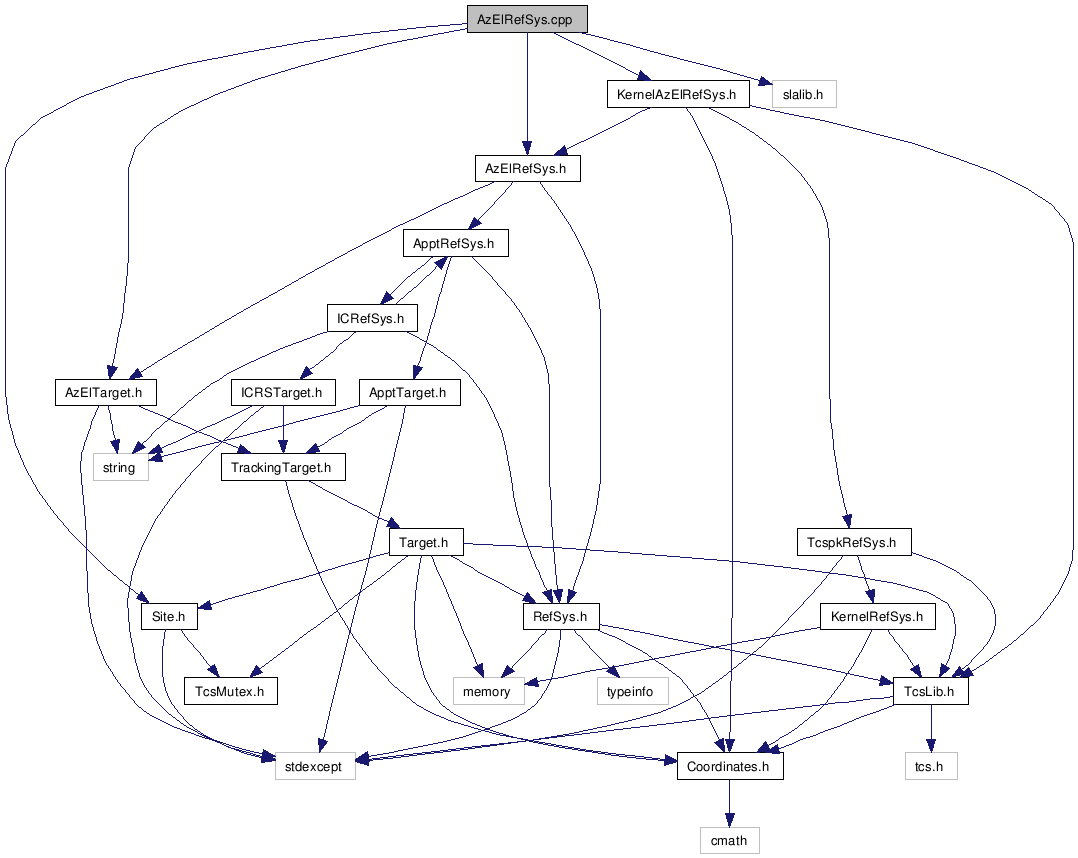 AzElRefSys.cpp
KernelAzElRefSys.h
slalib.h
AzElRefSys.h
ApptRefSys.h
ICRefSys.h
AzElTarget.h
ICRSTarget.h
ApptTarget.h
string
TrackingTarget.h
Target.h
TcspkRefSys.h
Site.h
RefSys.h
KernelRefSys.h
TcsMutex.h
memory
typeinfo
TcsLib.h
stdexcept
Coordinates.h
tcs.h
cmath